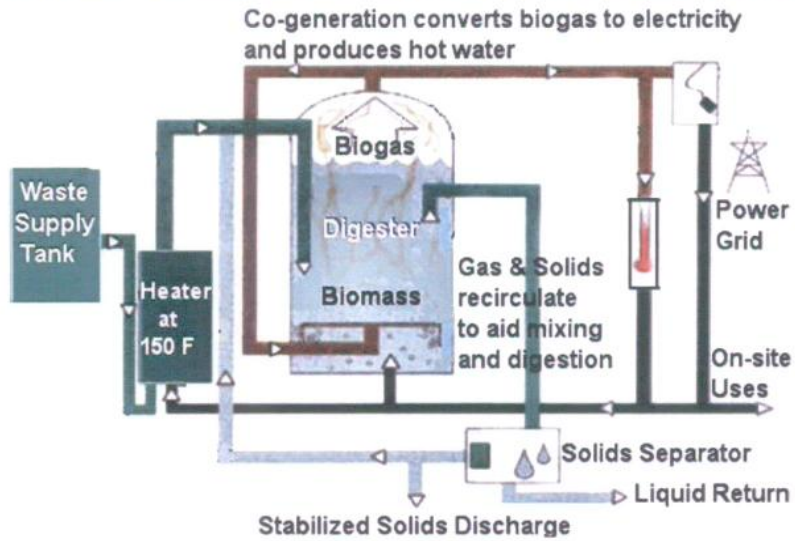 Co-generation converts biogas to electricity
and produces hot water
Biogas
Waste
Supply
Tank
Digester
Power
Grid
Heater
at
150 F
Biomass
Gas & Solids
recirculate
to aid mixing
and digestion
On-site
Uses
Solids Separator
Liquid Return
Stabilized Solids Discharge